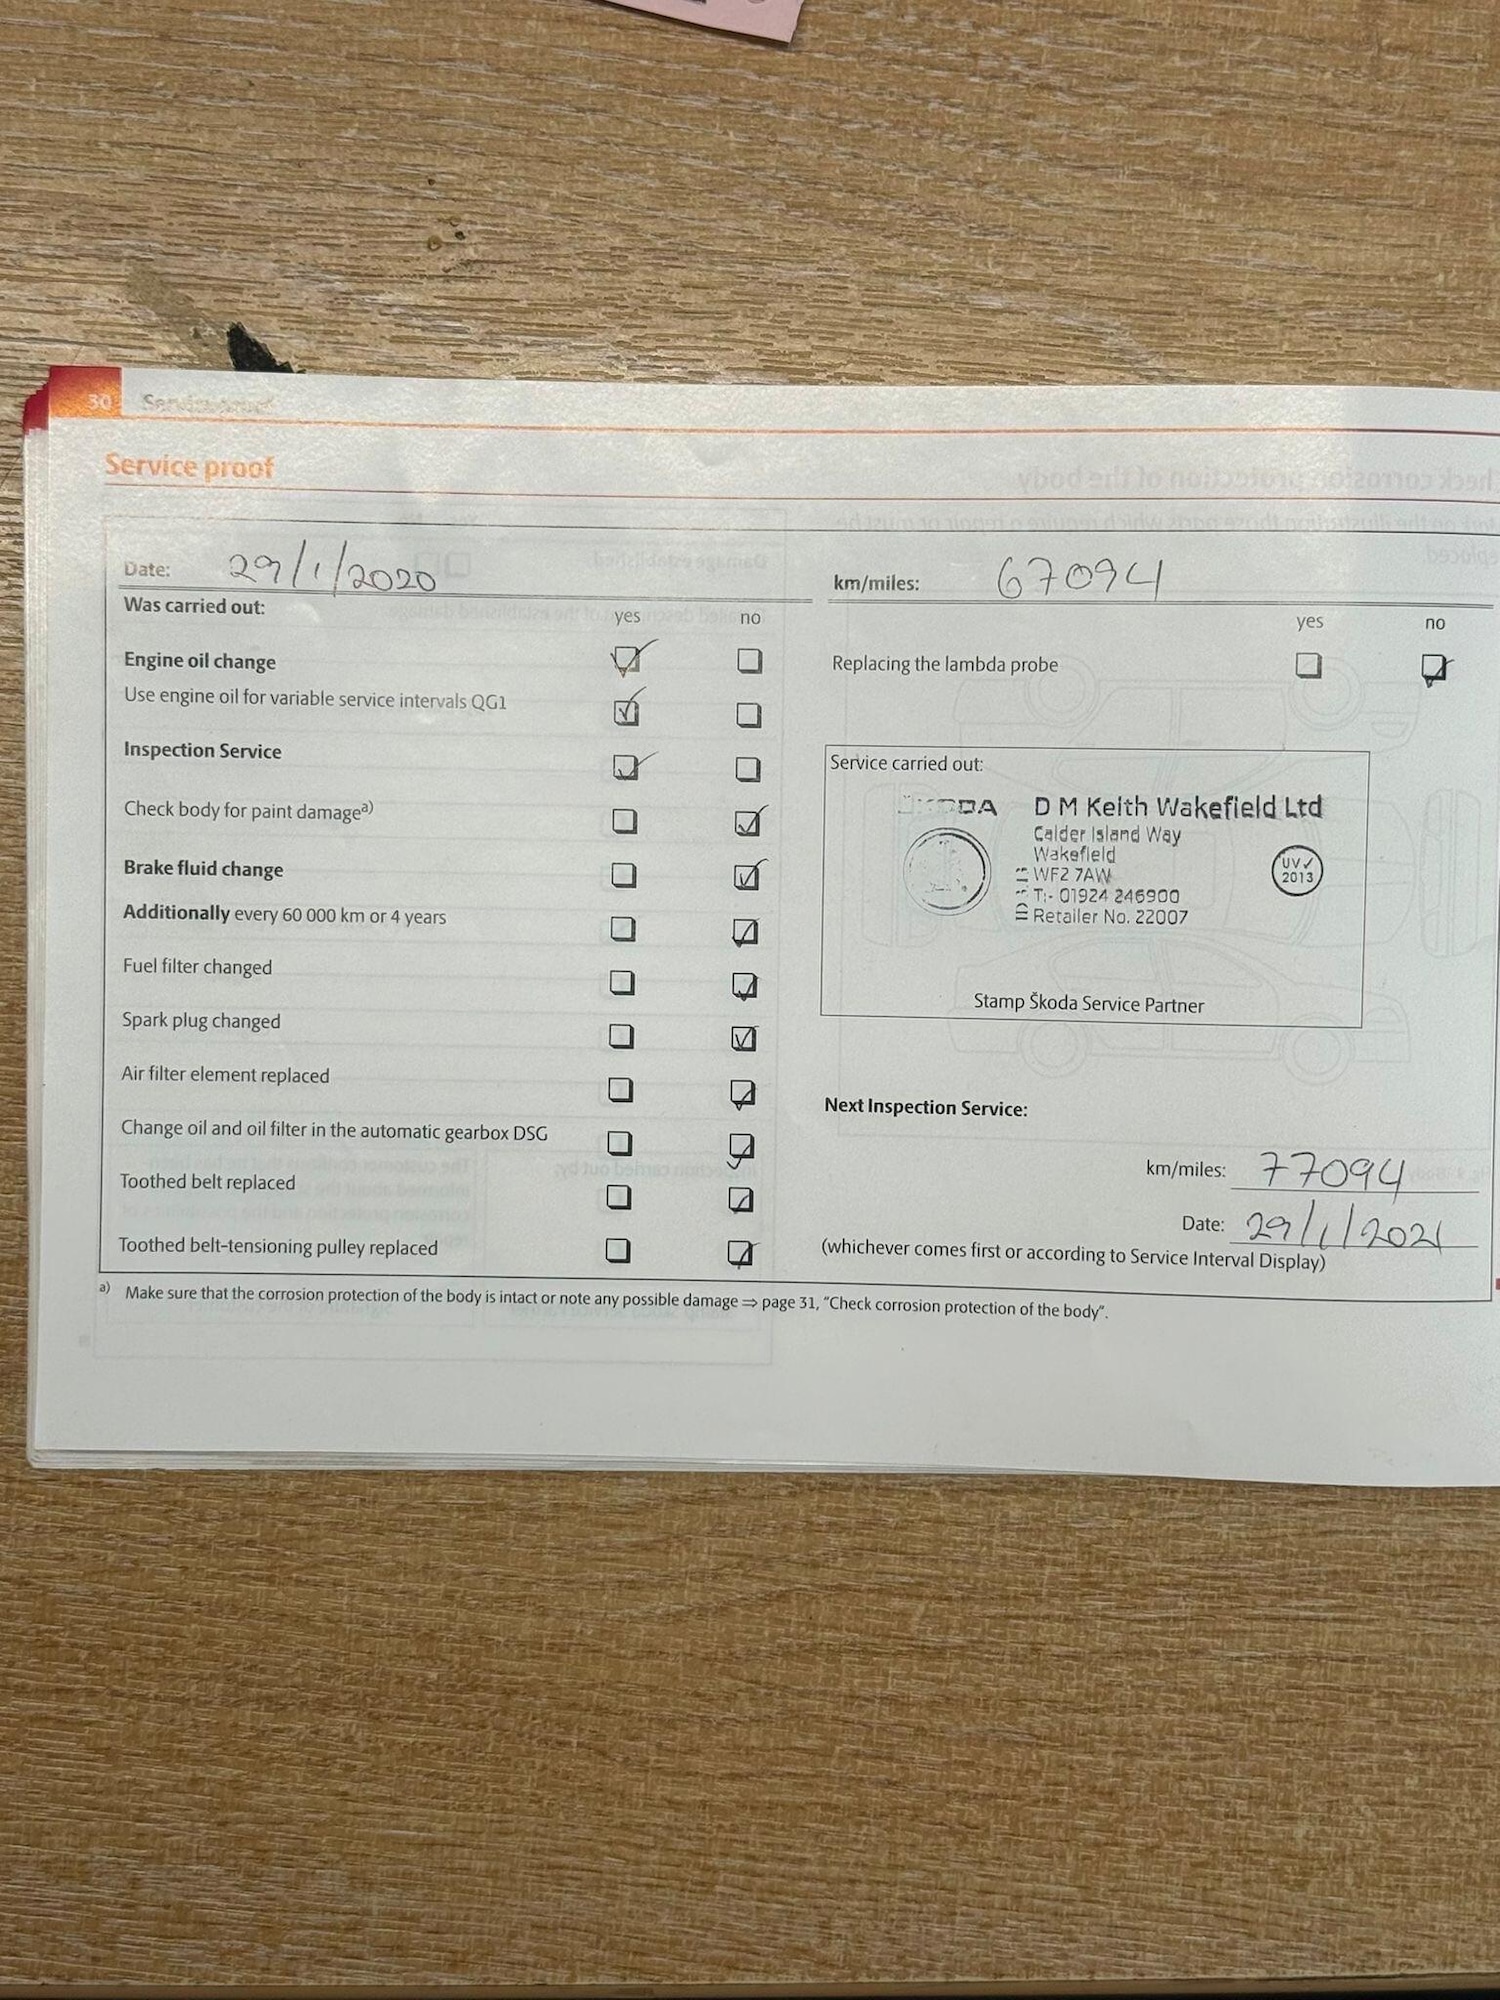 30 Service proof
Service proof
Date: 29/1/2020
km/miles: 67094
Was carried out:
yes no
yes no
Engine oil change
Replacing the lambda probe
Use engine oil for variable service intervals QG1
Inspection Service
Service carried out:
Check body for paint damage a)
ŠKODA
D M Keith Wakefield Ltd
Calder Island Way
Wakefield
WF2 7AW
T:- 01924 246900
Retailer No. 22007
UV✓
2013
Brake fluid change
Additionally every 60 000 km or 4 years
Fuel filter changed
Stamp Škoda Service Partner
Spark plug changed
Air filter element replaced
Next Inspection Service:
Change oil and oil filter in the automatic gearbox DSG
km/miles: 77094
Toothed belt replaced
Date: 29/1/2021
Toothed belt-tensioning pulley replaced
(whichever comes first or according to Service Interval Display)
a) Make sure that the corrosion protection of the body is intact or note any possible damage ⇒ page 31, "Check corrosion protection of the body".